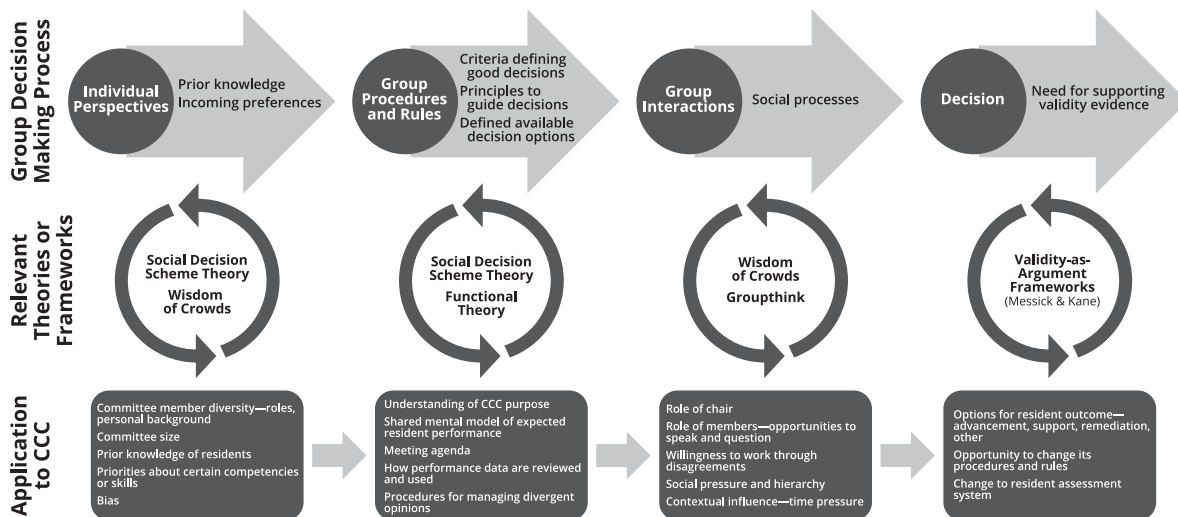 Group Decision
Making Process
Individual
Perspectives
Prior knowledge
Incoming preferences
Group
Procedures
and Rules
Criteria defining
good decisions
Principles to
guide decisions
Defined available
decision options
Group
Interactions
Social processes
Decision
Need for supporting
validity evidence
Relevant
Theories or
Frameworks
Social Decision
Scheme Theory
Wisdom
of Crowds
Social Decision
Scheme Theory
Functional
Theory
Wisdom
of Crowds
Groupthink
Validity-as-
Argument
Frameworks
(Messick & Kane)
Application
to CCC
Committee member diversity—roles,
personal background
Committee size
Prior knowledge of residents
Priorities about certain competencies
or skills
Bias
Understanding of CCC purpose
Shared mental model of expected
resident performance
Meeting agenda
How performance data are reviewed
and used
Procedures for managing divergent
opinions
Role of chair
Role of members—opportunities to
speak and question
Willingness to work through
disagreements
Social pressure and hierarchy
Contextual influence—time pressure
Options for resident outcome—
advancement, support, remediation,
other
Opportunity to change its
procedures and rules
Change to resident assessment
system